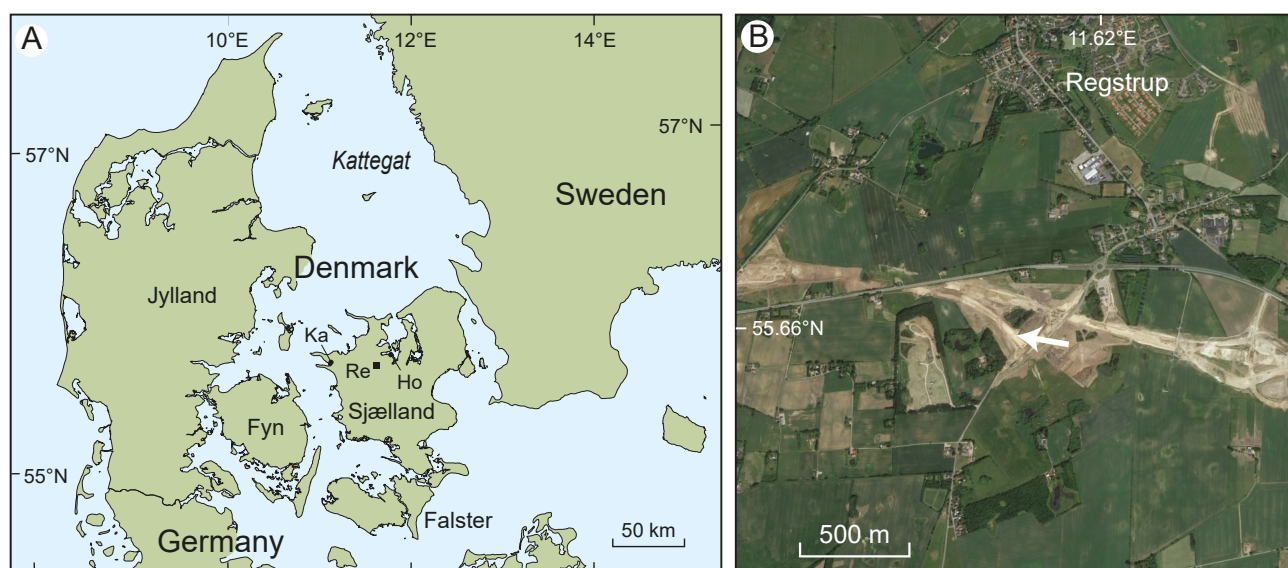 A
10°E
12°E
14°E
57°N
57°N
Kattegat
Sweden
Denmark
Jylland
Ka
Re
Ho
Sjælland
Fyn
55°N
Falster
Germany
50 km
B
11.62°E
Regstrup
55.66°N
500 m